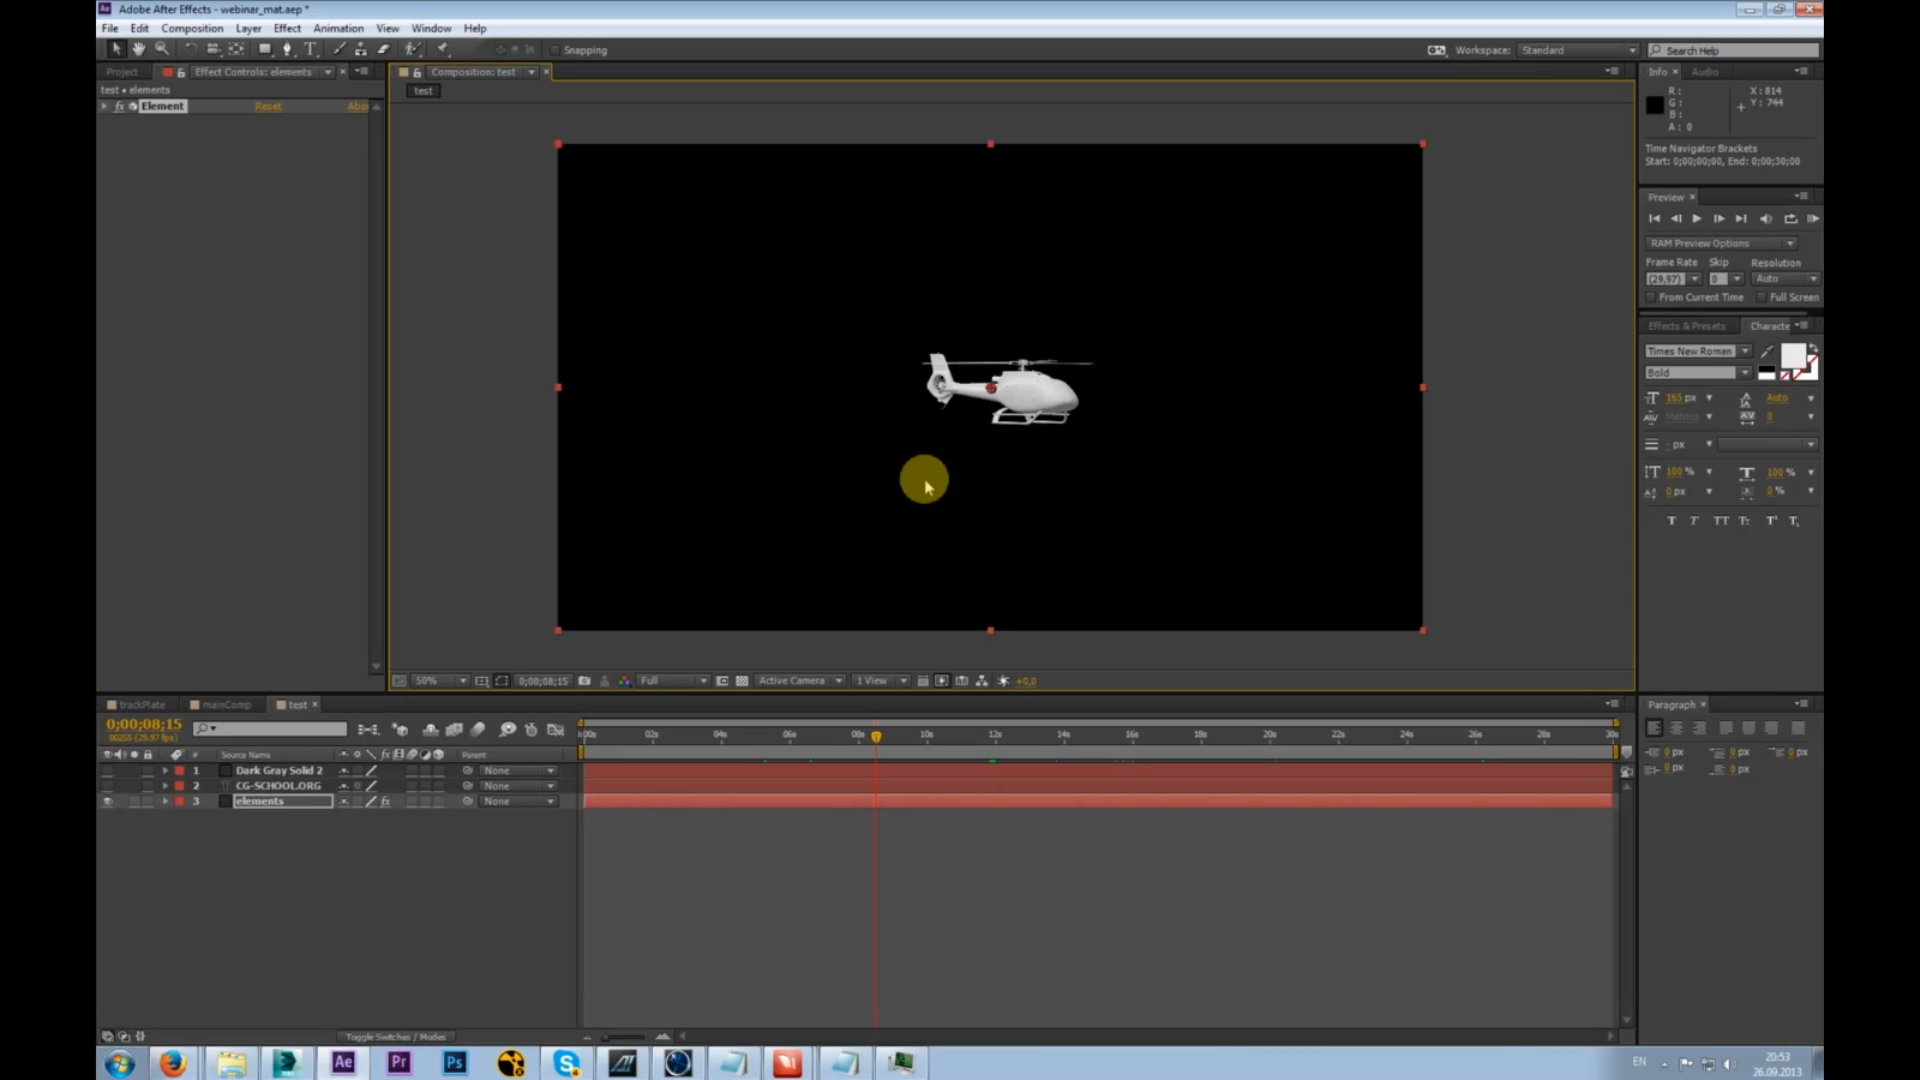 Adobe After Effects - webinar_mat.aep *
File Edit Composition Layer Effect Animation View Window Help
Snapping
Workspace: Standard
Search Help
Project
Effect Controls: elements
test • elements
Element Reset Abo
Composition: test
test
50%
0;00;08;15
Full
Active Camera
1 View
+0,0
Info Audio
R:
G:
B:
A: 0
X: 814
Y: 744
Time Navigator Brackets
Start: 0;00;00;00, End: 0;00;30;00
Preview
RAM Preview Options
Frame Rate Skip Resolution
(29,97) 0 Auto
From Current Time Full Screen
Effects & Presets Characte
Times New Roman
Bold
165 px Auto
Metrics 0
- px
100 % 100 %
0 px 0 %
T T TT Tт T¹ T,
trackPlate mainComp test
0;00;08;15
00255 (29.97 fps)
# Source Name Parent
1 Dark Gray Solid 2 None
2 CG-SCHOOL.ORG None
3 elements fx None
:00s 02s 04s 06s 08s 10s 12s 14s 16s 18s 20s 22s 24s 26s 28s 30s
Toggle Switches / Modes
Paragraph
0 px 0 px 0 px
0 px 0 px
Ae Pr Ps
EN
20:53
26.09.2013